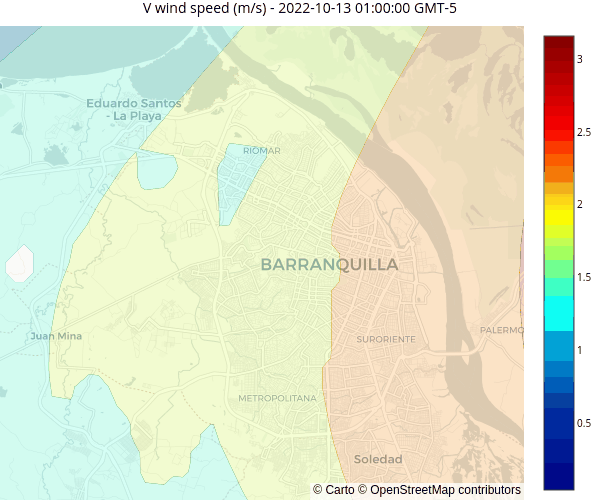 V wind speed (m/s) - 2022-10-13 01:00:00 GMT-5
3
Eduardo Santos
- La Playa
2.5
RIOMAR
2
BARRANQUILLA
1.5
PALERMO
Juan Mina
SURORIENTE
1
METROPOLITANA
0.5
Soledad
© Carto © OpenStreetMap contributors